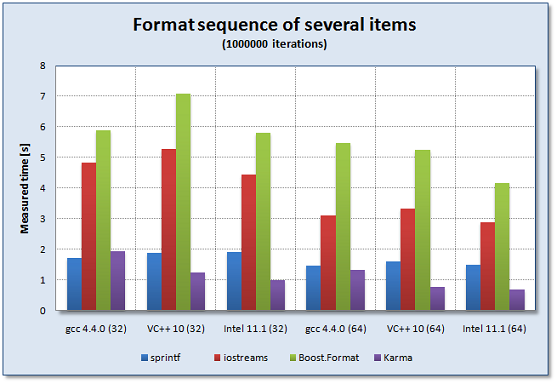 Format sequence of several items
(1000000 iterations)
Measured time [s]
8
7
6
5
4
3
2
1
0
gcc 4.4.0 (32) VC++ 10 (32) Intel 11.1 (32) gcc 4.4.0 (64) VC++ 10 (64) Intel 11.1 (64)
sprintf iostreams Boost.Format Karma